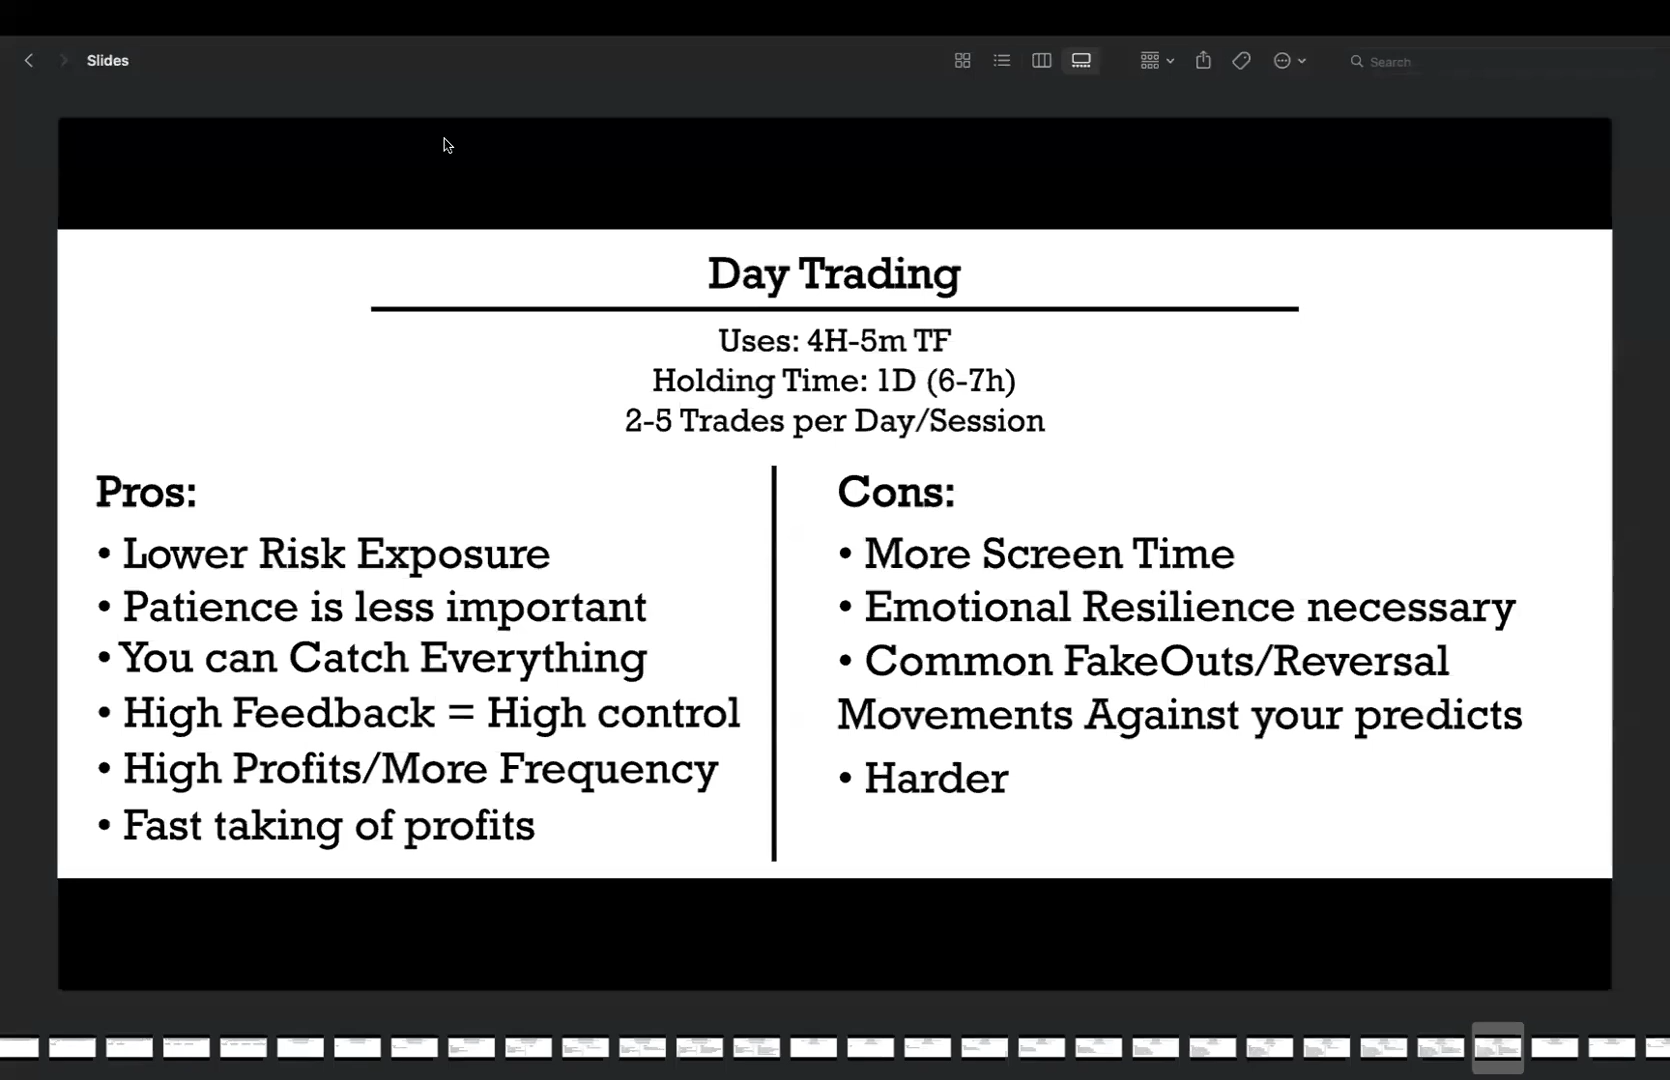 Slides
Search
Day Trading
Uses: 4H-5m TF
Holding Time: 1D (6-7h)
2-5 Trades per Day/Session
Pros:
• Lower Risk Exposure
• Patience is less important
• You can Catch Everything
• High Feedback = High control
• High Profits/More Frequency
• Fast taking of profits
Cons:
• More Screen Time
• Emotional Resilience necessary
• Common FakeOuts/Reversal
Movements Against your predicts
• Harder